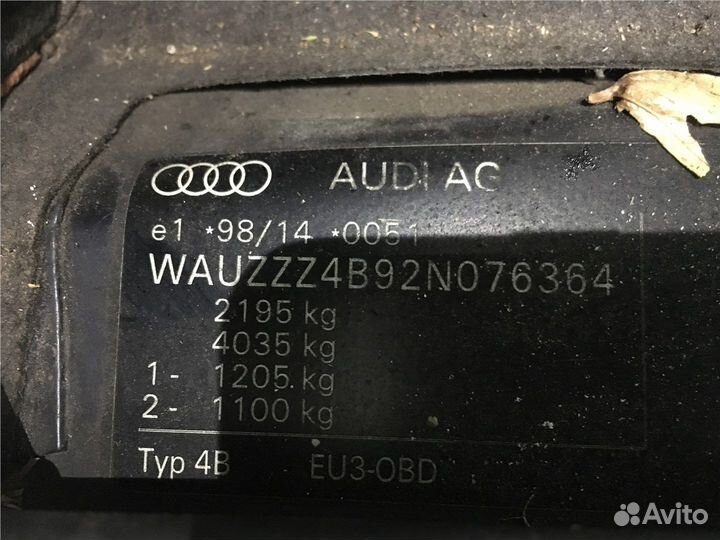 AUDI AG
e1 *98/14 *0051
WAUZZZ4B92N076364
2195 kg
4035 kg
1- 1205 kg
2- 1100 kg
Typ 4B EU3-OBD
Avito